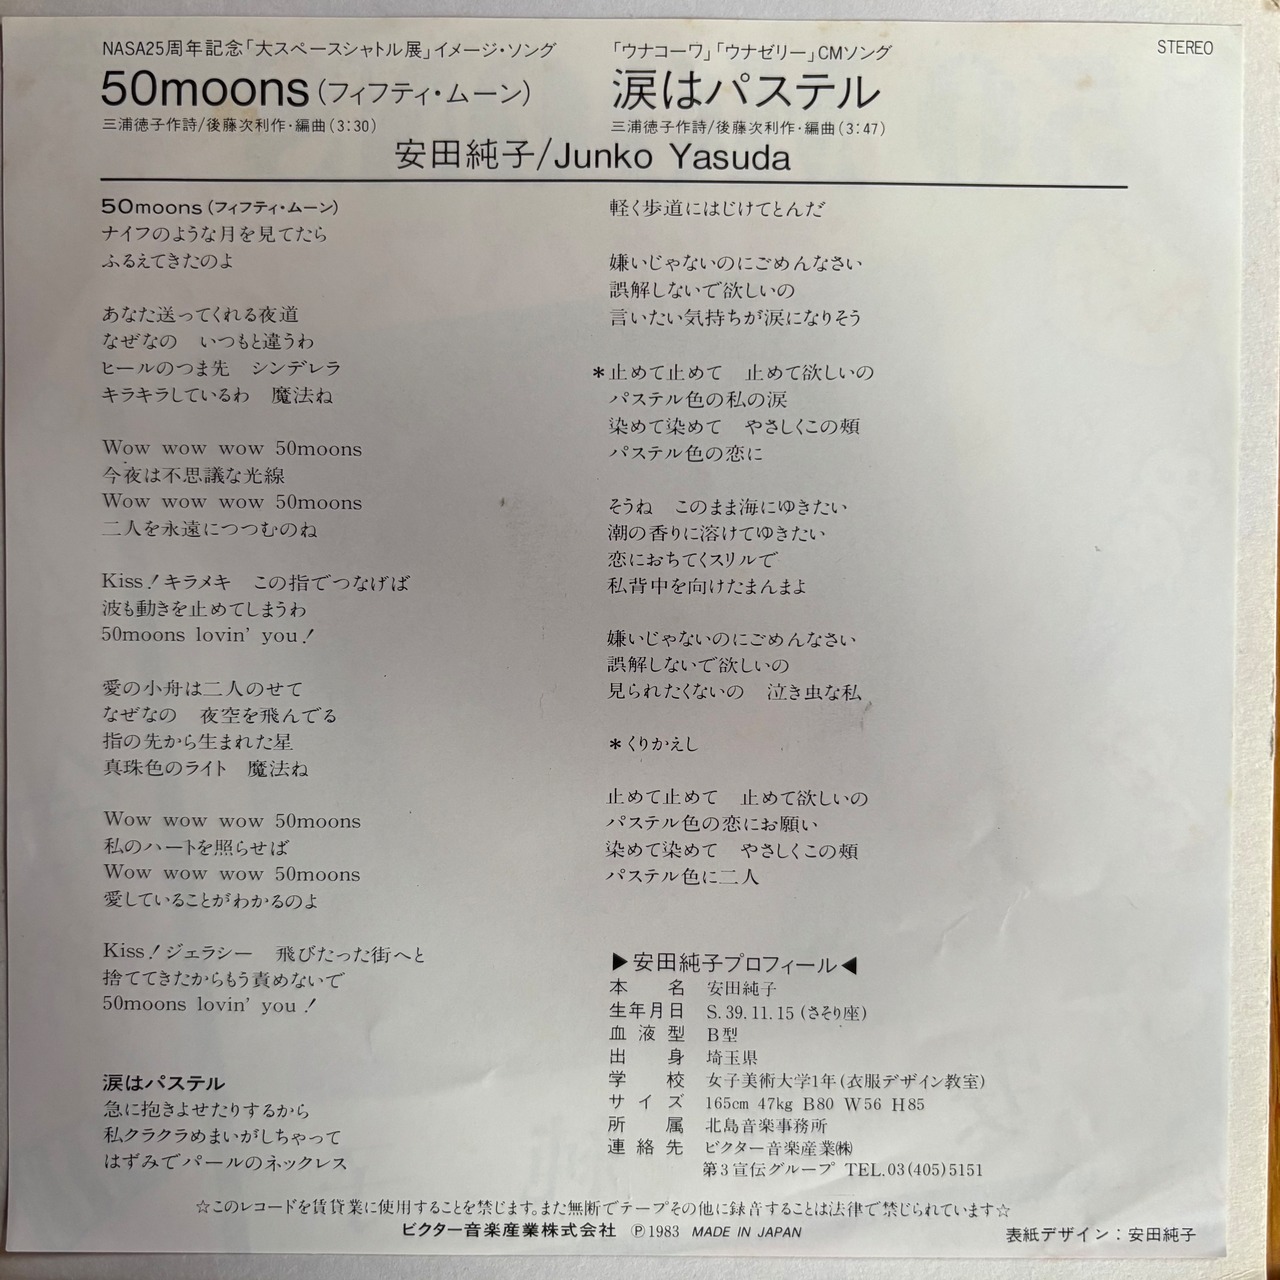 NASA25周年記念「大スペースシャトル展」イメージ・ソング
50moons(フィフティ・ムーン)
三浦徳子作詩/後藤次利作・編曲(3:30)
「ウナコーワ」「ウナゼリー」CMソング
涙はパステル
三浦徳子作詩/後藤次利作・編曲(3:47)
STEREO
安田純子/Junko Yasuda
50moons(フィフティ・ムーン)
ナイフのような月を見てたら
ふるえてきたのよ
あなた送ってくれる夜道
なぜなの　いつもと違うわ
ヒールのつま先　シンデレラ
キラキラしているわ　魔法ね
Wow wow wow 50moons
今夜は不思議な光線
Wow wow wow 50moons
二人を永遠につつむのね
Kiss!キラメキ　この指でつなげば
波も動きを止めてしまうわ
50moons lovin' you!
愛の小舟は二人のせて
なぜなの　夜空を飛んでる
指の先から生まれた星
真珠色のライト　魔法ね
Wow wow wow 50moons
私のハートを照らせば
Wow wow wow 50moons
愛していることがわかるのよ
Kiss!ジェラシー　飛びたった街へと
捨ててきたからもう責めないで
50moons lovin' you!
涙はパステル
急に抱きよせたりするから
私クラクラめまいがしちゃって
はずみでパールのネックレス
軽く歩道にはじけてとんだ
嫌いじゃないのにごめんなさい
誤解しないで欲しいの
言いたい気持ちが涙になりそう
*止めて止めて　止めて欲しいの
パステル色の私の涙
染めて染めて　やさしくこの頬
パステル色の恋に
そうね　このまま海にゆきたい
潮の香りに溶けてゆきたい
恋におちてくスリルで
私背中を向けたまんまよ
嫌いじゃないのにごめんなさい
誤解しないで欲しいの
見られたくないの　泣き虫な私
*くりかえし
止めて止めて　止めて欲しいの
パステル色の恋にお願い
染めて染めて　やさしくこの頬
パステル色に二人
▶安田純子プロフィール◀
本名　安田純子
生年月日　S.39.11.15(さそり座)
血液型　B型
出身　埼玉県
学校　女子美術大学1年(衣服デザイン教室)
サイズ　165cm 47kg B80 W56 H85
所属　北島音楽事務所
連絡先　ビクター音楽産業㈱
第3宣伝グループ TEL.03(405)5151
☆このレコードを賃貸業に使用することを禁じます。また無断でテープその他に録音することは法律で禁じられています☆
ビクター音楽産業株式会社 ℗1983 MADE IN JAPAN
表紙デザイン：安田純子